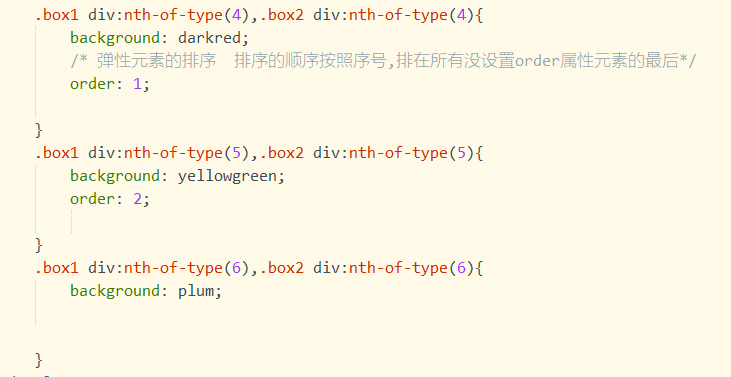 .box1 div:nth-of-type(4),.box2 div:nth-of-type(4){
background: darkred;
/* 弹性元素的排序  排序的顺序按照序号,排在所有没设置order属性元素的最后*/
order: 1;
}
.box1 div:nth-of-type(5),.box2 div:nth-of-type(5){
background: yellowgreen;
order: 2;
}
.box1 div:nth-of-type(6),.box2 div:nth-of-type(6){
background: plum;
}